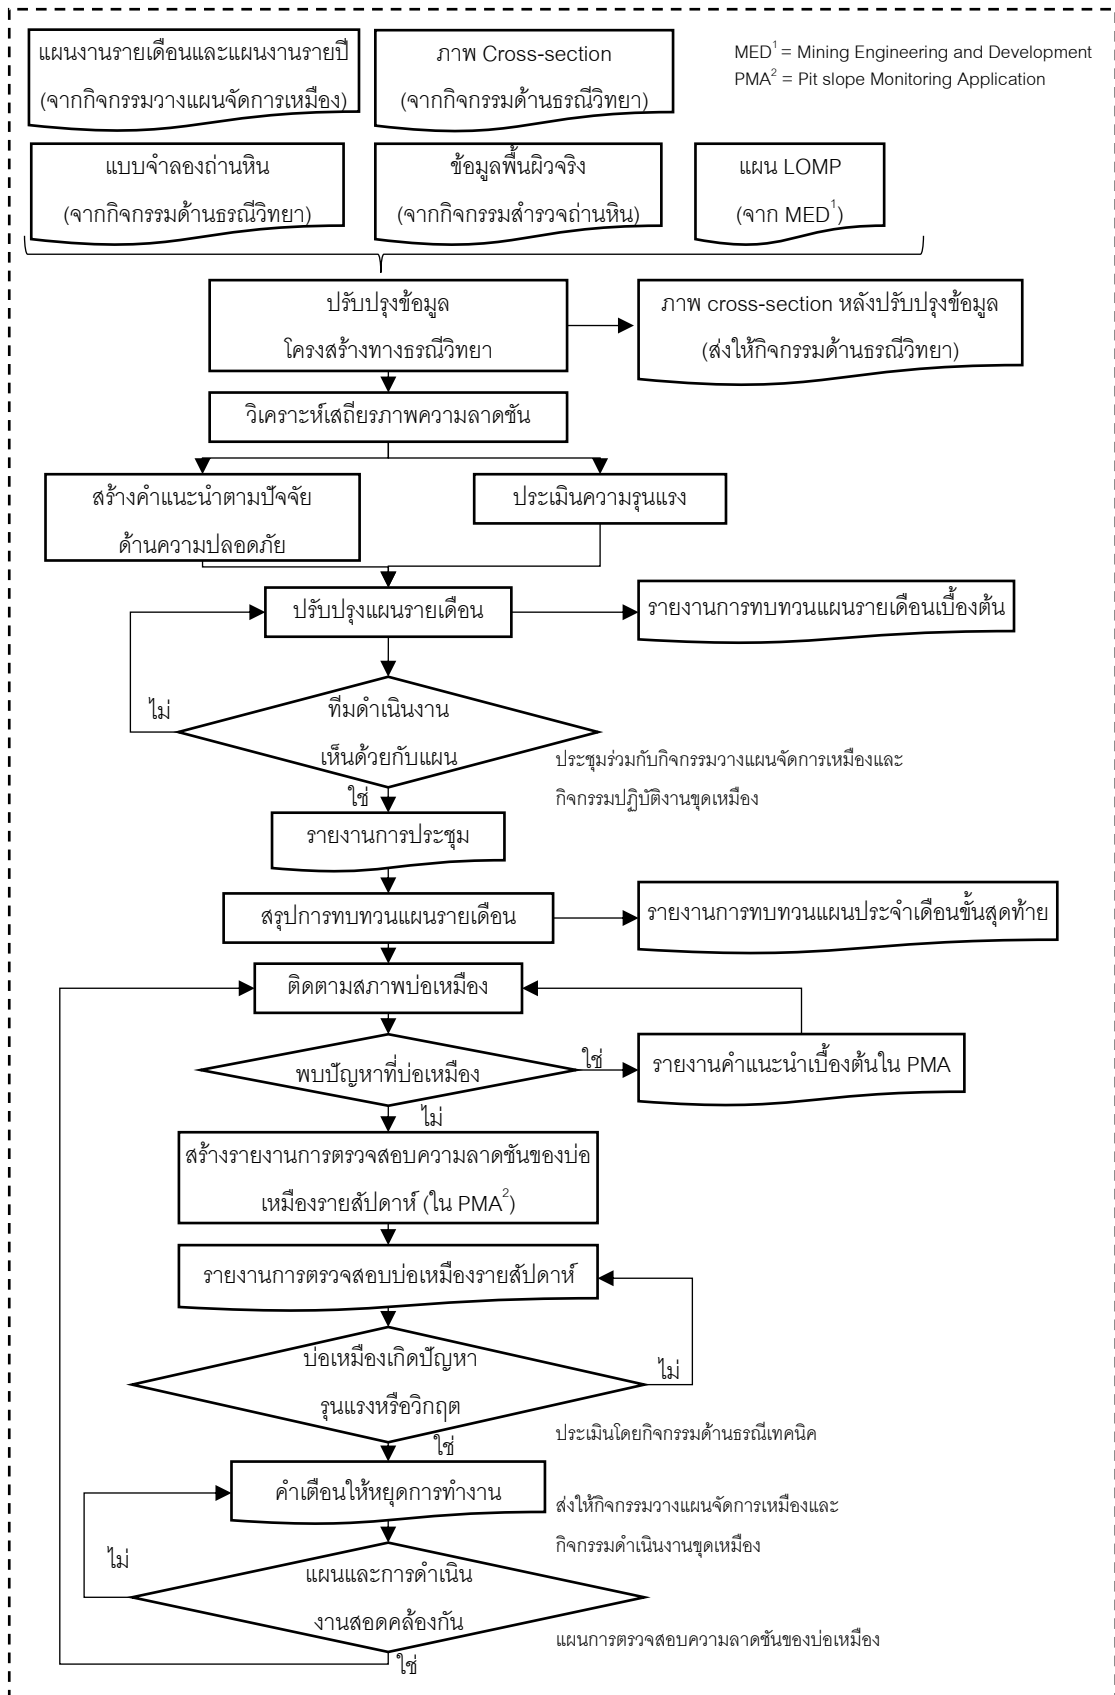 แผนงานรายเดือนและแผนงานรายปี
(จากกิจกรรมวางแผนจัดการเหมือง)
ภาพ Cross-section
(จากกิจกรรมด้านธรณีวิทยา)
MED¹ = Mining Engineering and Development
PMA² = Pit slope Monitoring Application
แบบจำลองถ่านหิน
(จากกิจกรรมด้านธรณีวิทยา)
ข้อมูลพื้นผิวจริง
(จากกิจกรรมสำรวจถ่านหิน)
แผน LOMP
(จาก MED¹)
ปรับปรุงข้อมูล
โครงสร้างทางธรณีวิทยา
ภาพ cross-section หลังปรับปรุงข้อมูล
(ส่งให้กิจกรรมด้านธรณีวิทยา)
วิเคราะห์เสถียรภาพความลาดชัน
สร้างคำแนะนำตามปัจจัย
ด้านความปลอดภัย
ประเมินความรุนแรง
ปรับปรุงแผนรายเดือน
รายงานการทบทวนแผนรายเดือนเบื้องต้น
ไม่
ทีมดำเนินงาน
เห็นด้วยกับแผน
ประชุมร่วมกับกิจกรรมวางแผนจัดการเหมืองและ
กิจกรรมปฏิบัติงานขุดเหมือง
ใช่
รายงานการประชุม
สรุปการทบทวนแผนรายเดือน
รายงานการทบทวนแผนประจำเดือนขั้นสุดท้าย
ติดตามสภาพบ่อเหมือง
พบปัญหาที่บ่อเหมือง
ใช่
รายงานคำแนะนำเบื้องต้นใน PMA
ไม่
สร้างรายงานการตรวจสอบความลาดชันของบ่อ
เหมืองรายสัปดาห์ (ใน PMA²)
รายงานการตรวจสอบบ่อเหมืองรายสัปดาห์
บ่อเหมืองเกิดปัญหา
รุนแรงหรือวิกฤต
ไม่
ประเมินโดยกิจกรรมด้านธรณีเทคนิค
ใช่
คำเตือนให้หยุดการทำงาน
ส่งให้กิจกรรมวางแผนจัดการเหมืองและ
กิจกรรมดำเนินงานขุดเหมือง
ไม่
แผนและการดำเนิน
งานสอดคล้องกัน
แผนการตรวจสอบความลาดชันของบ่อเหมือง
ใช่